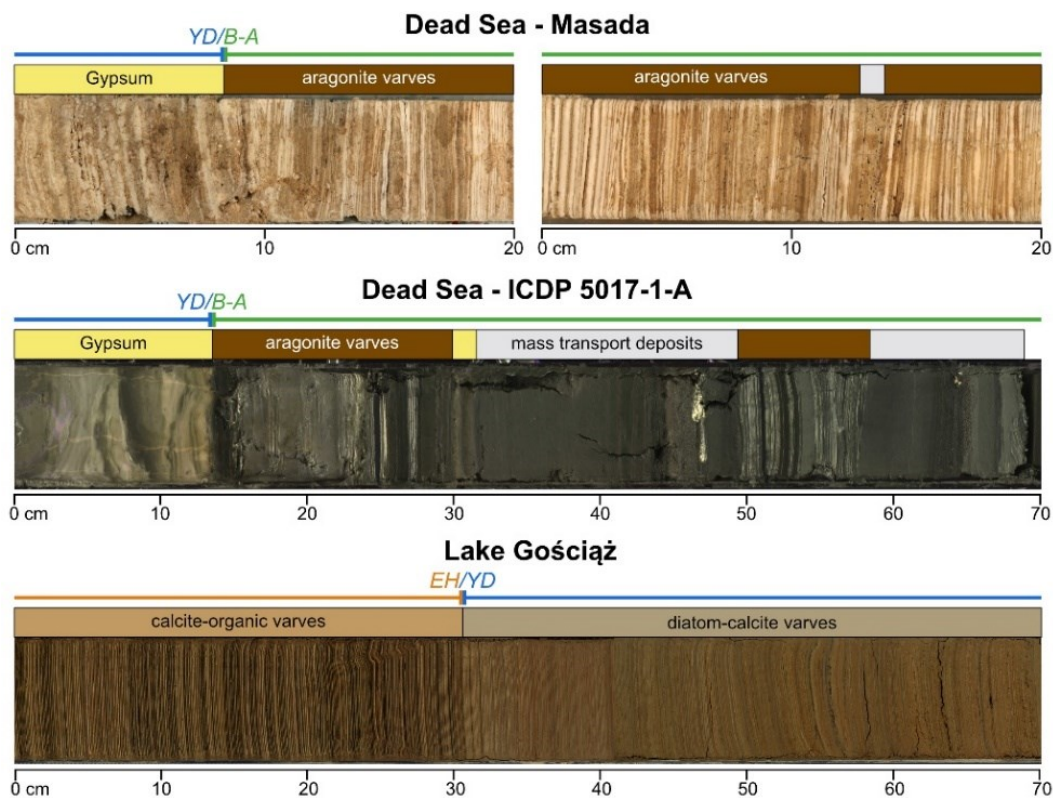 Dead Sea - Masada
YD/B-A
Gypsum aragonite varves aragonite varves
0 cm 10 20 0 cm 10 20
Dead Sea - ICDP 5017-1-A
YD/B-A
Gypsum aragonite varves mass transport deposits
0 cm 10 20 30 40 50 60 70
Lake Gościąż
EH/YD
calcite-organic varves diatom-calcite varves
0 cm 10 20 30 40 50 60 70